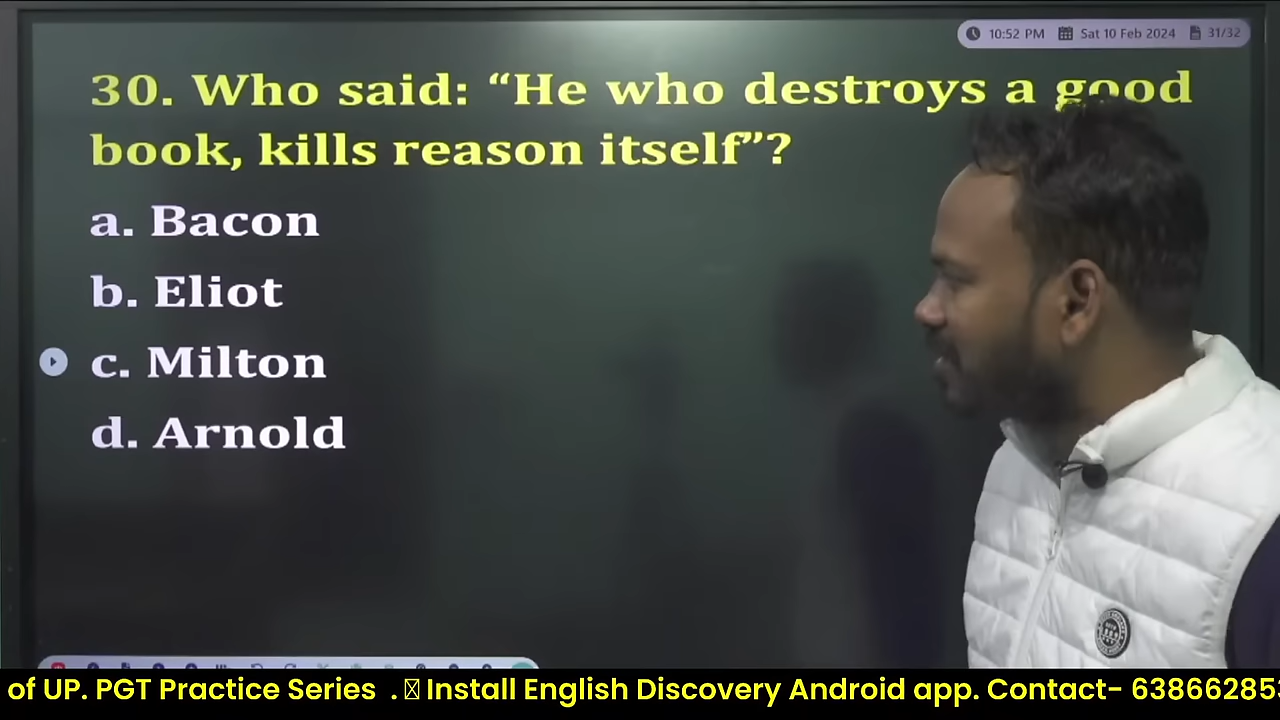 10:52 PM Sat 10 Feb 2024 31/32
30. Who said: “He who destroys a good
book, kills reason itself”?
a. Bacon
b. Eliot
c. Milton
d. Arnold
of UP. PGT Practice Series . Install English Discovery Android app. Contact- 638662853